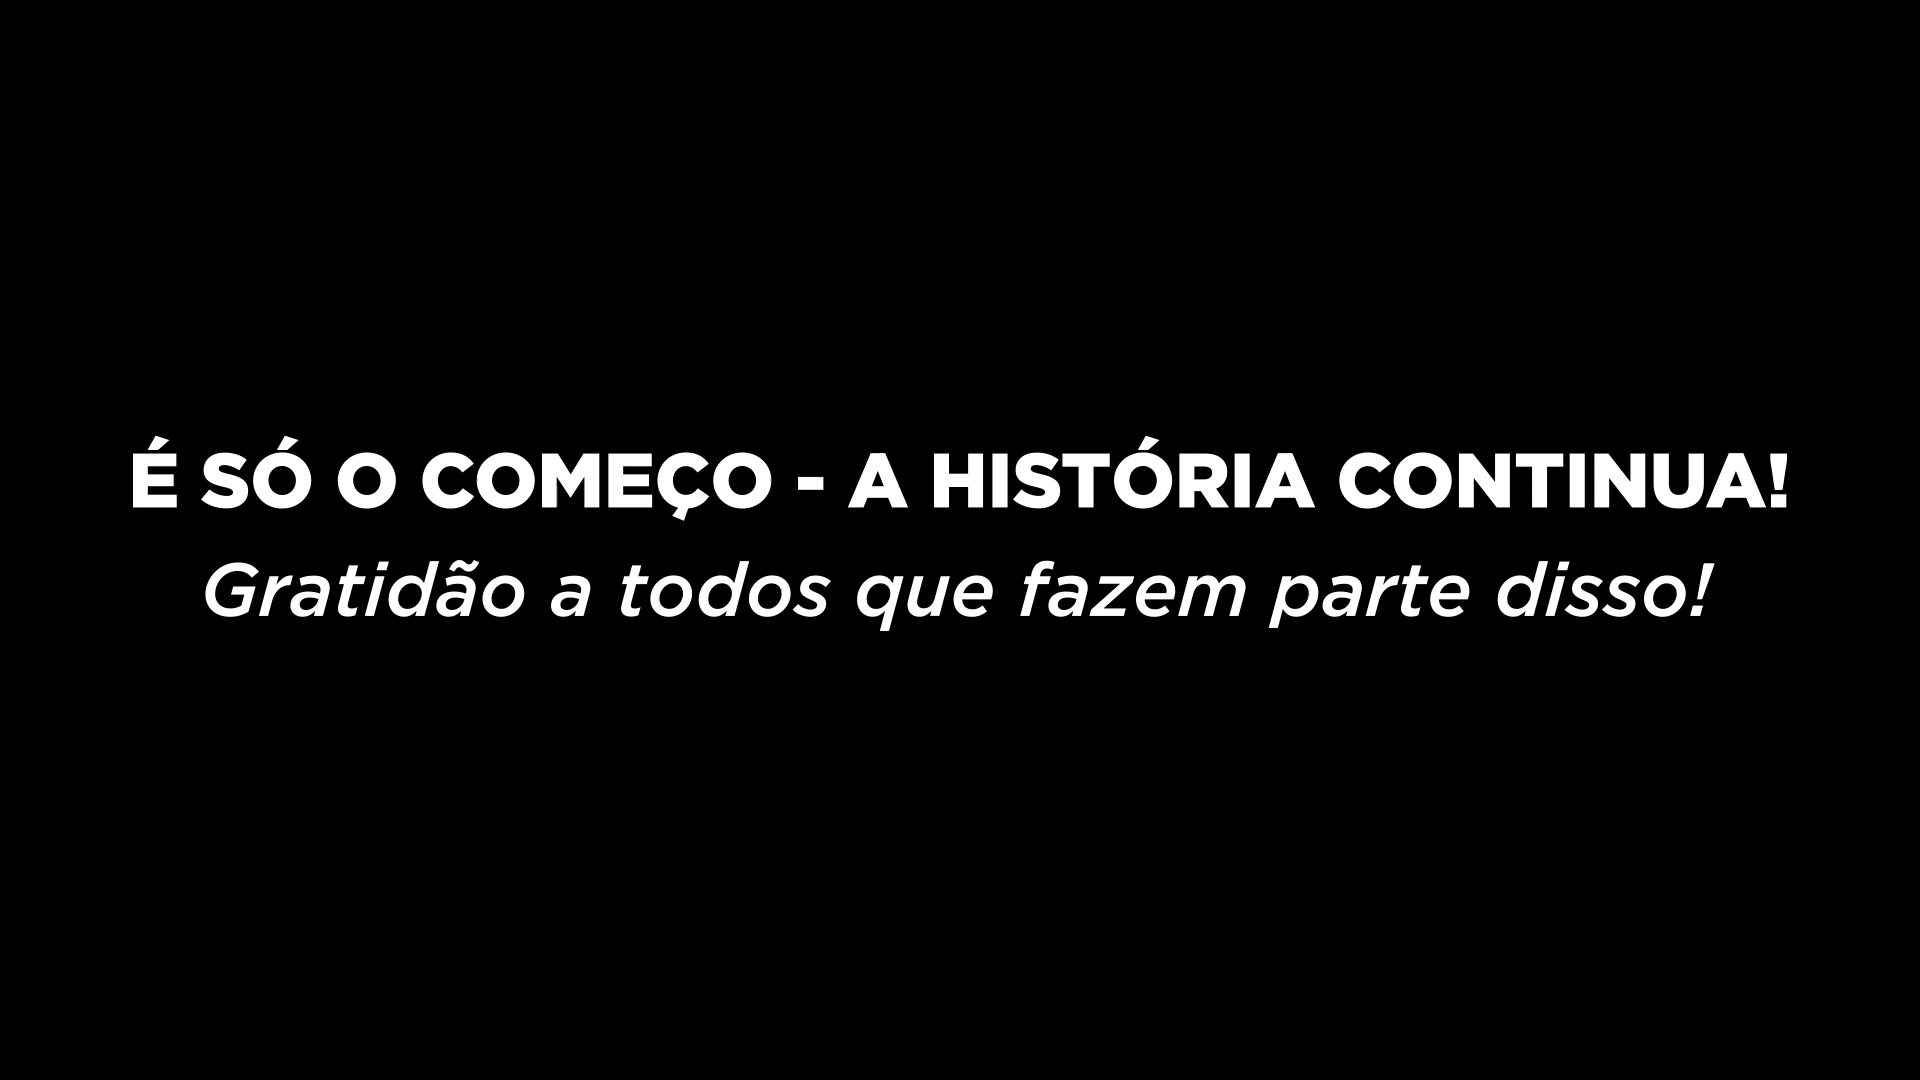 É SÓ O COMEÇO - A HISTÓRIA CONTINUA!
Gratidão a todos que fazem parte disso!